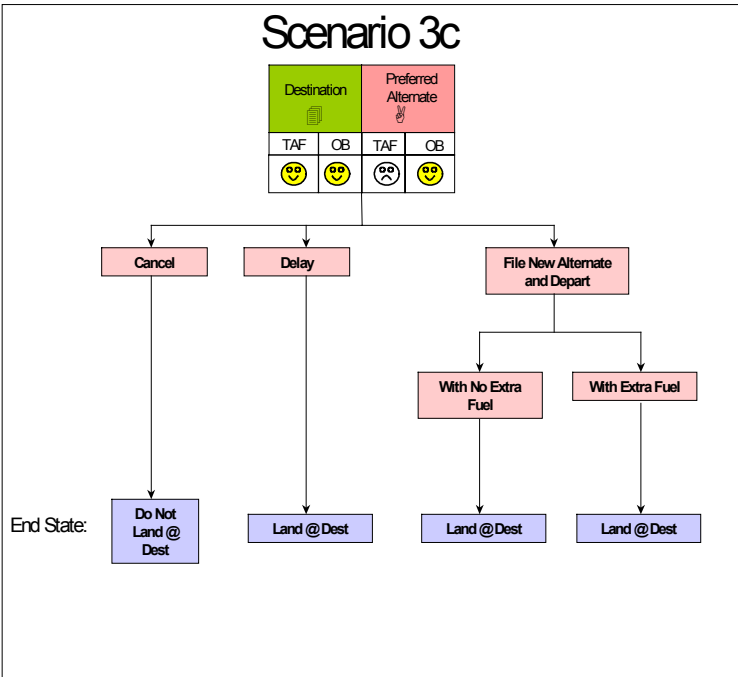 Scenario 3c
Destination
Preferred
Alternate
TAF OB TAF OB
Cancel
Delay
File New Alternate
and Depart
With No Extra
Fuel
With Extra Fuel
End State:
Do Not
Land @
Dest
Land @ Dest
Land @ Dest
Land @ Dest